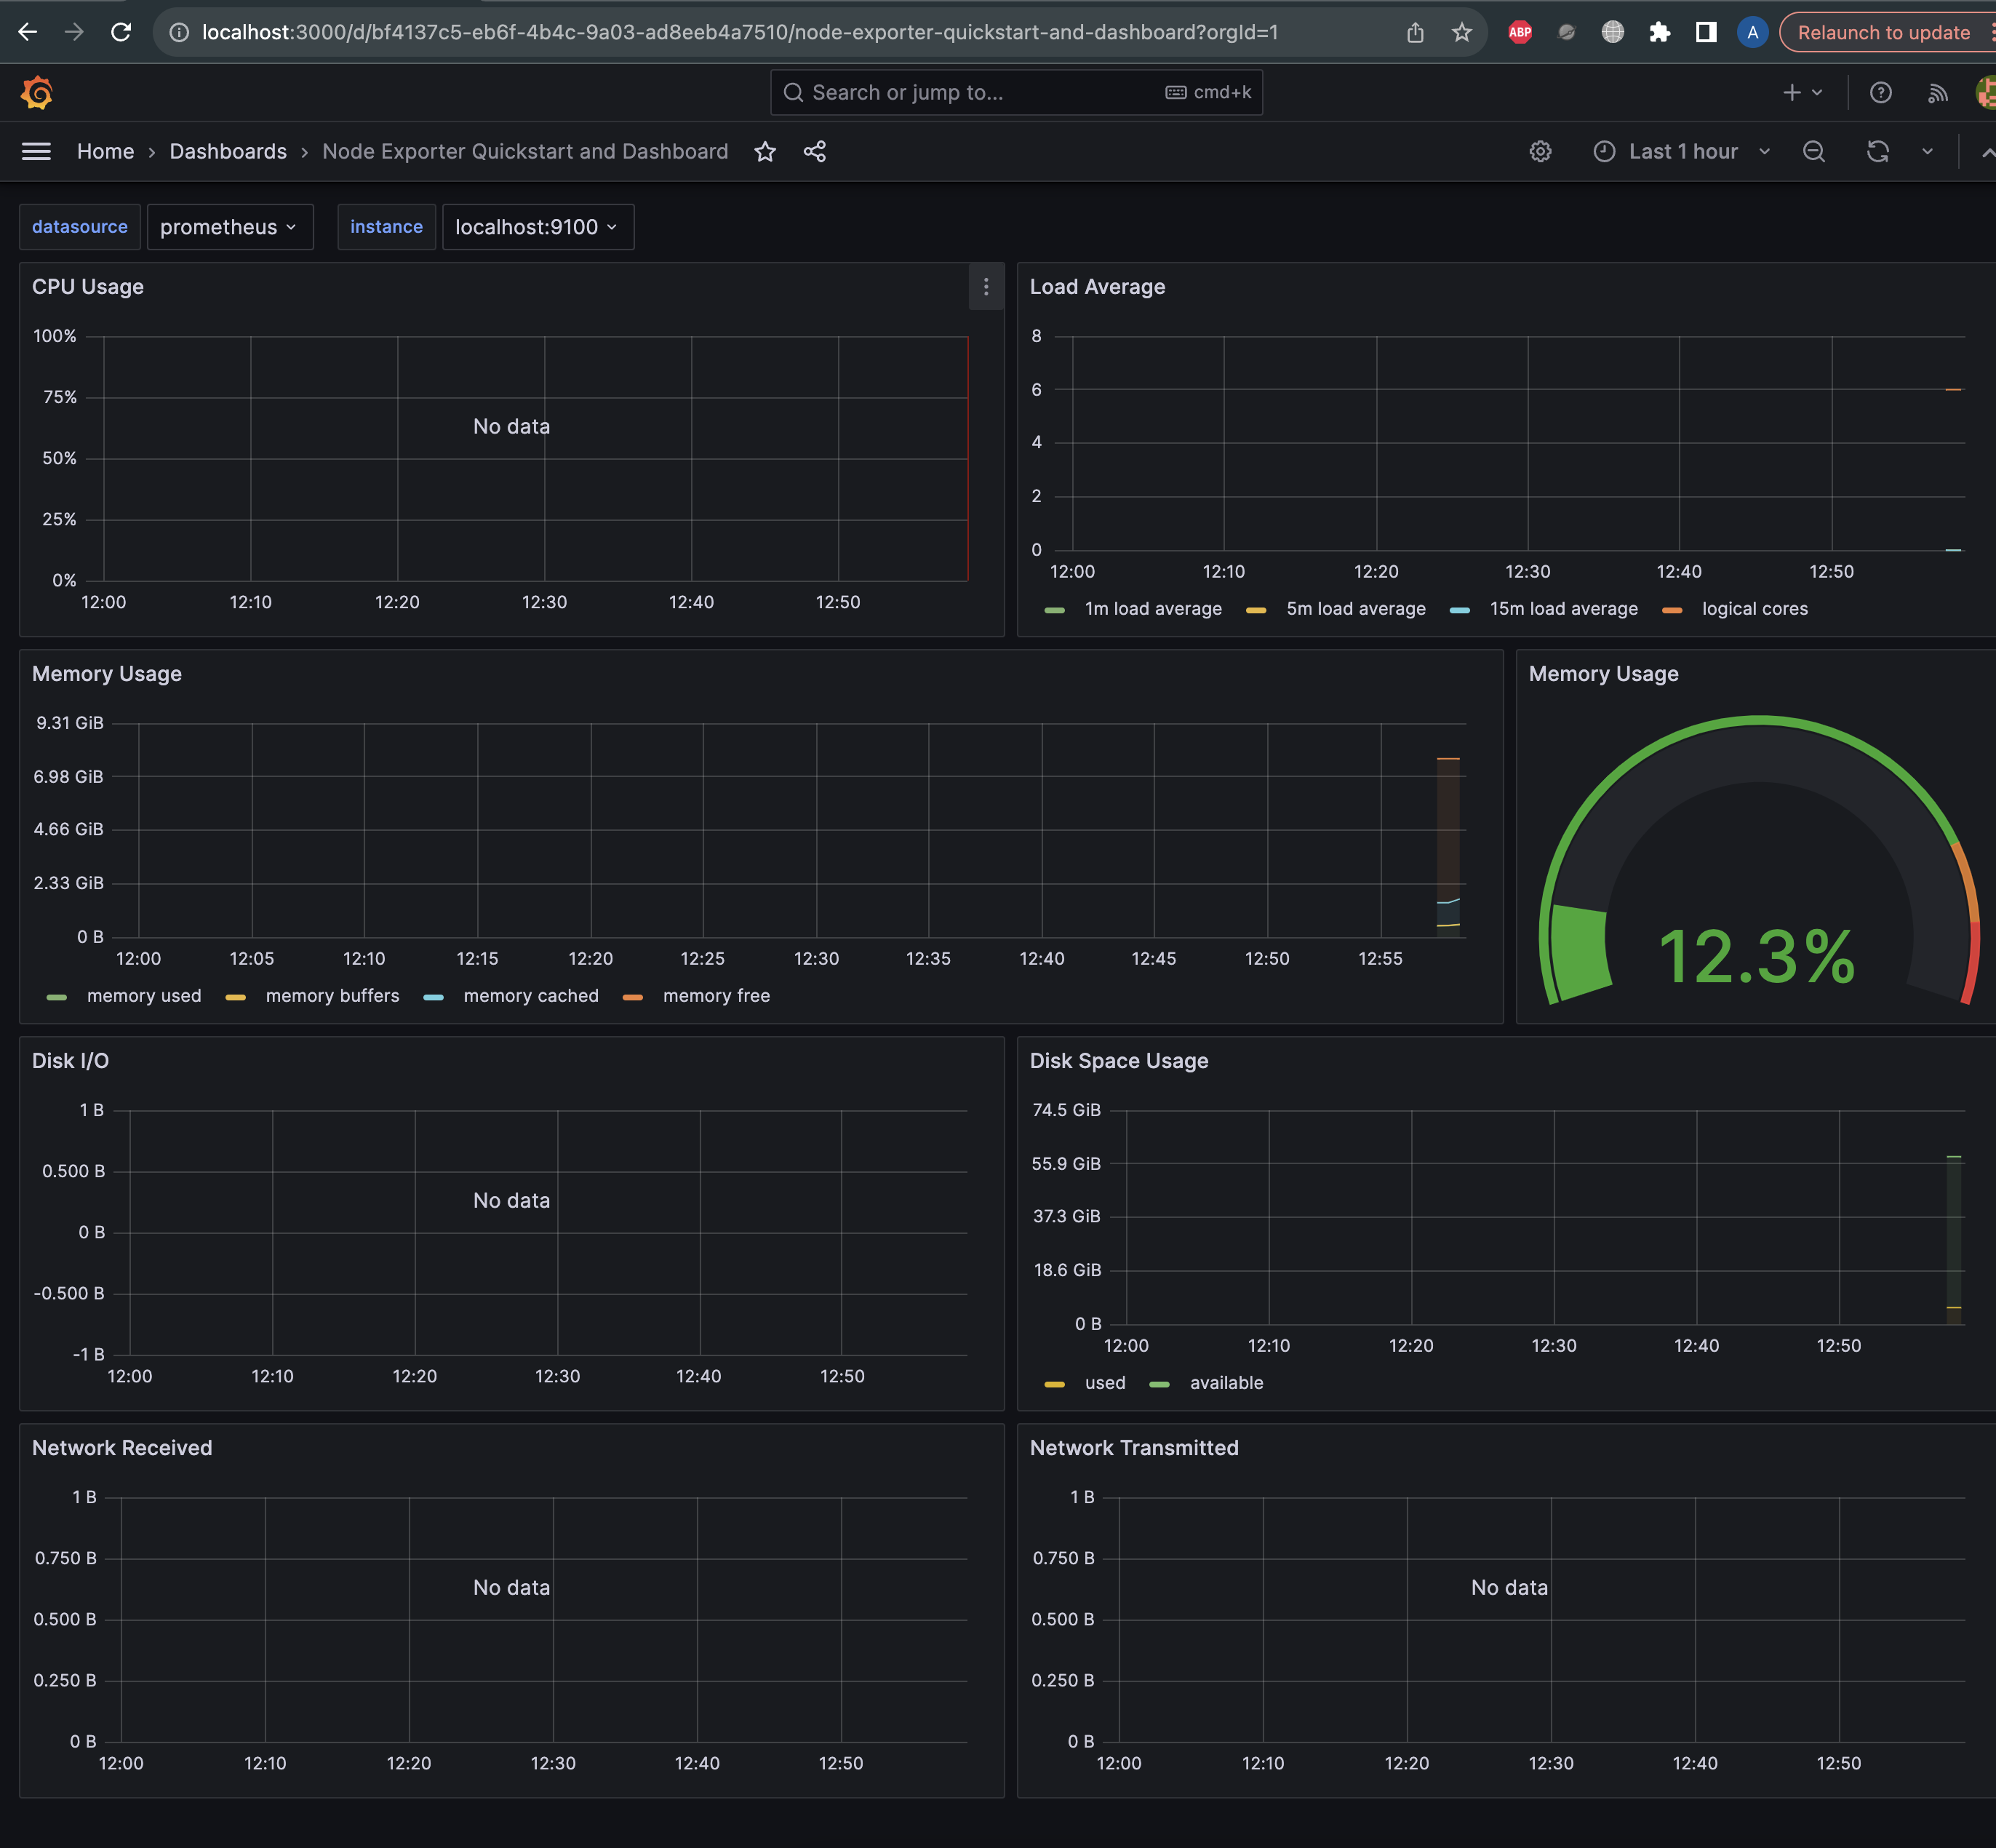 localhost:3000/d/bf4137c5-eb6f-4b4c-9a03-ad8eeb4a7510/node-exporter-quickstart-and-dashboard?orgId=1
ABP
A
Relaunch to update
Search or jump to...
cmd+k
Home › Dashboards › Node Exporter Quickstart and Dashboard
Last 1 hour
datasource prometheus instance localhost:9100
CPU Usage
100%
75%
50%
25%
0%
No data
12:00 12:10 12:20 12:30 12:40 12:50
Load Average
8
6
4
2
0
12:00 12:10 12:20 12:30 12:40 12:50
1m load average 5m load average 15m load average logical cores
Memory Usage
9.31 GiB
6.98 GiB
4.66 GiB
2.33 GiB
0 B
12:00 12:05 12:10 12:15 12:20 12:25 12:30 12:35 12:40 12:45 12:50 12:55
memory used memory buffers memory cached memory free
Memory Usage
12.3%
Disk I/O
1 B
0.500 B
0 B
-0.500 B
-1 B
No data
12:00 12:10 12:20 12:30 12:40 12:50
Disk Space Usage
74.5 GiB
55.9 GiB
37.3 GiB
18.6 GiB
0 B
12:00 12:10 12:20 12:30 12:40 12:50
used available
Network Received
1 B
0.750 B
0.500 B
0.250 B
0 B
No data
12:00 12:10 12:20 12:30 12:40 12:50
Network Transmitted
1 B
0.750 B
0.500 B
0.250 B
0 B
No data
12:00 12:10 12:20 12:30 12:40 12:50